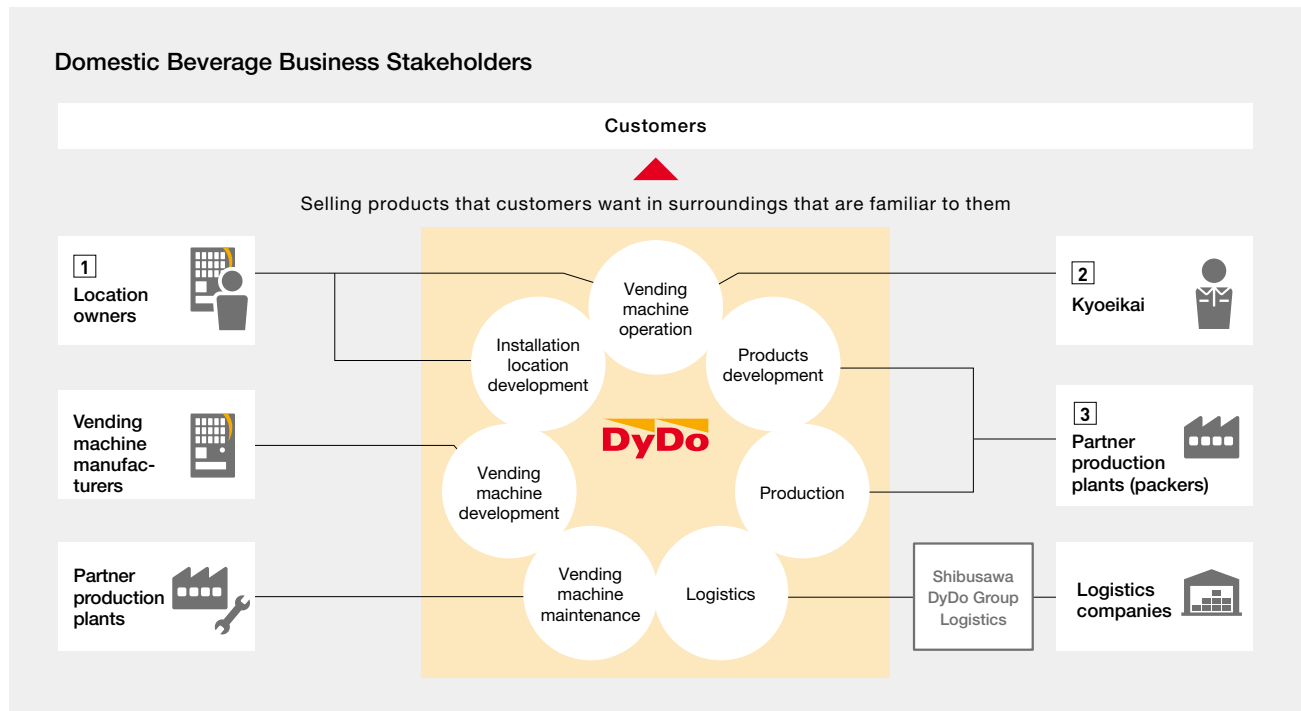 Domestic Beverage Business Stakeholders
Customers
Selling products that customers want in surroundings that are familiar to them
1
Location
owners
Vending
machine
manufac-
turers
Partner
production
plants
Vending
machine
operation
Installation
location
development
Products
development
DyDo
Vending
machine
development
Production
Vending
machine
maintenance
Logistics
2
Kyoeikai
3
Partner
production
plants (packers)
Shibusawa
DyDo Group
Logistics
Logistics
companies